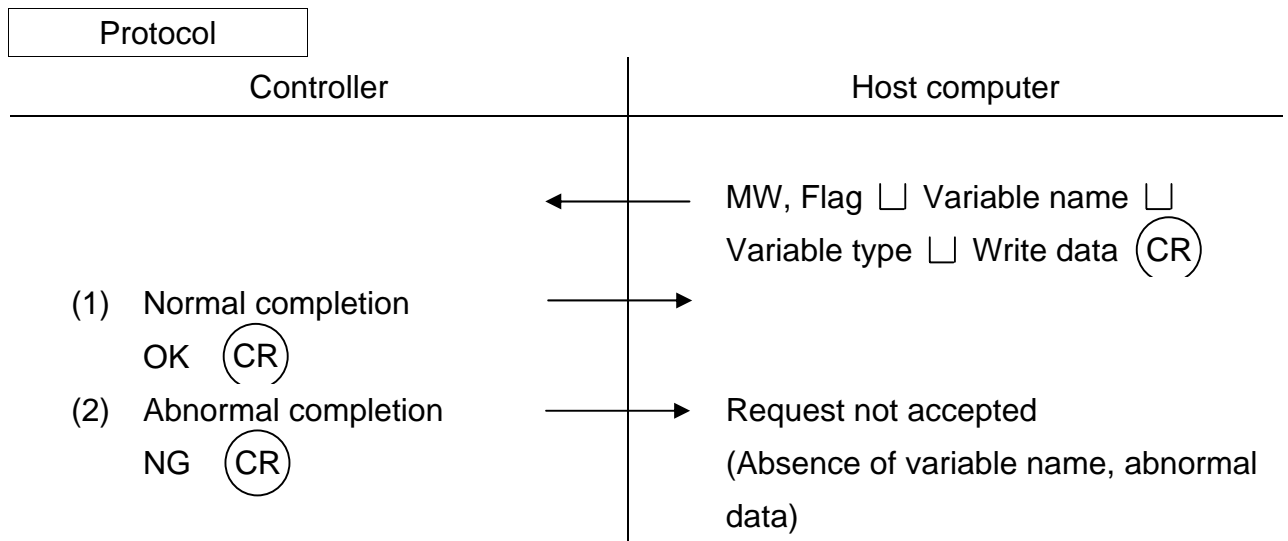 Protocol
Controller Host computer
MW, Flag ␣ Variable name ␣
Variable type ␣ Write data CR
(1) Normal completion
OK CR
(2) Abnormal completion Request not accepted
NG CR (Absence of variable name, abnormal
data)